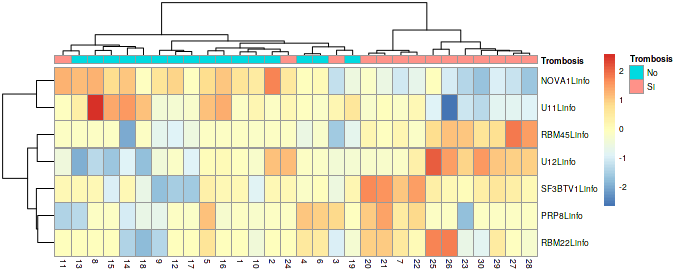 Trombosis
NOVA1Linfo
U11Linfo
RBM45Linfo
U12Linfo
SF3BTV1Linfo
PRP8Linfo
RBM22Linfo
11 13 8 15 14 18 9 12 17 5 16 1 10 2 24 4 6 3 19 20 21 7 22 25 26 23 30 29 27 28
2
1
0
-1
-2
Trombosis
No
SI